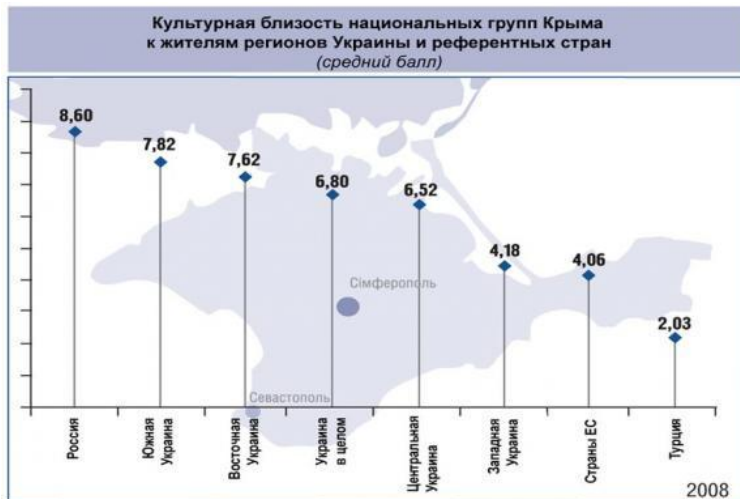 Культурная близость национальных групп Крыма
к жителям регионов Украины и референтных стран
(средний балл)
8,60
7,82
7,62
6,80
6,52
4,18
4,06
2,03
Сімферополь
Севастополь
Россия
Южная
Украина
Восточная
Украина
Украина
в целом
Центральная
Украина
Западная
Украина
Страны ЕС
Турция
2008